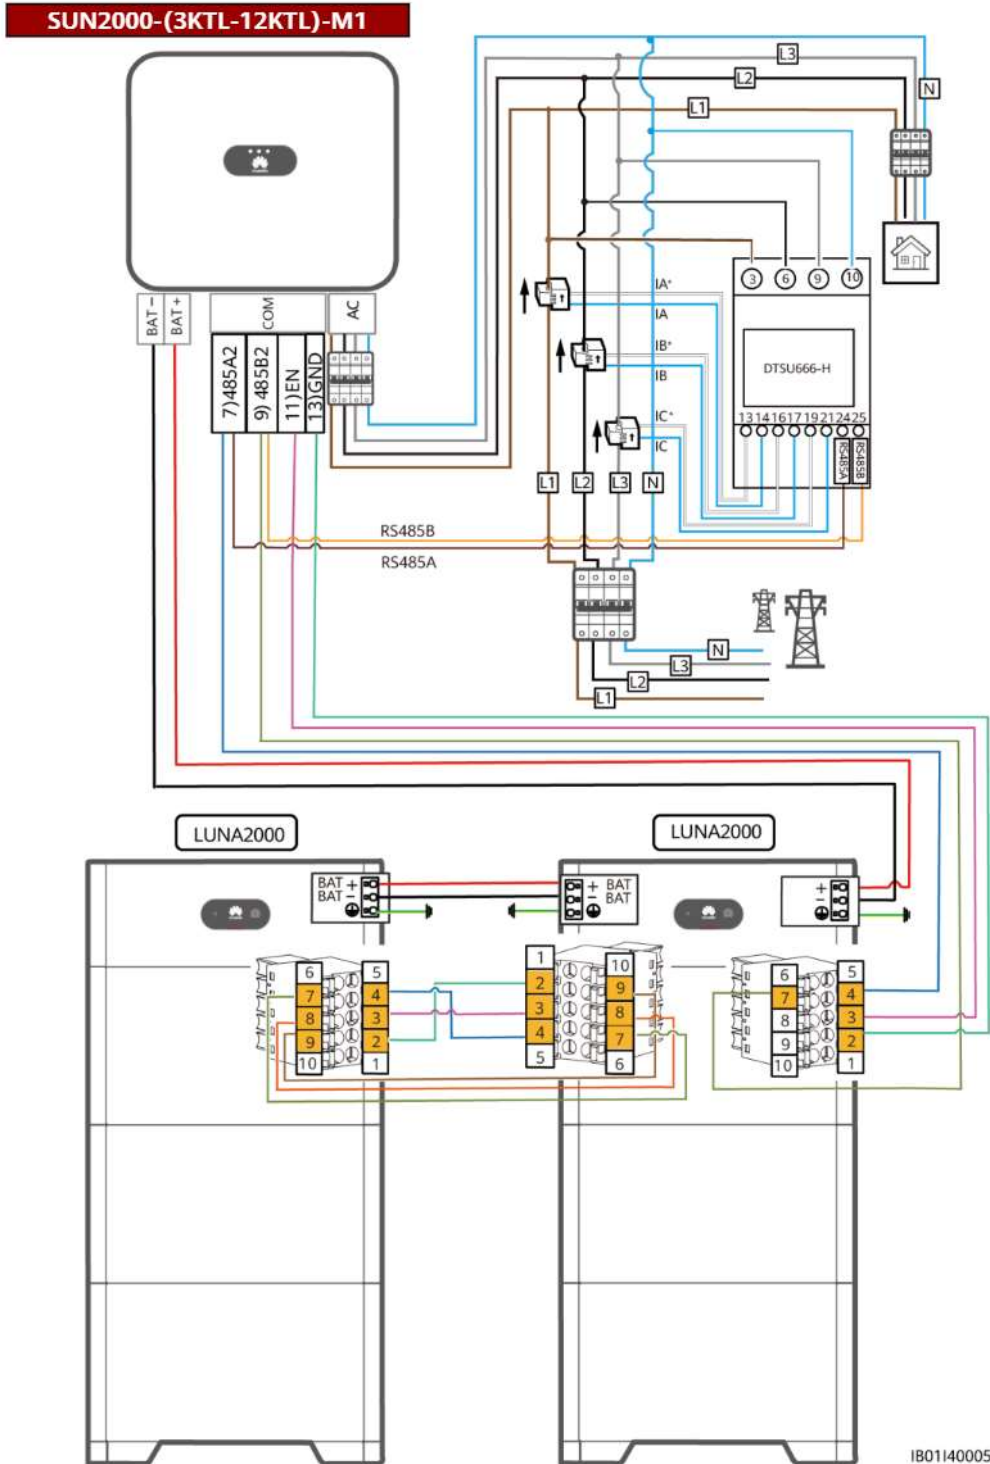 SUN2000-(3KTL-12KTL)-M1
L3
L2
N
L1
BAT −
BAT +
COM
AC
7)485A2
9) 485B2
11)EN
13)GND
3
6
9
10
IA*
IA
IB*
IB
IC*
IC
DTSU666-H
13 14 16 17 19 21 24 25
RS485A
RS485B
L1
L2
L3
N
RS485B
RS485A
N
L3
L2
L1
LUNA2000
LUNA2000
BAT +
BAT −
+ BAT
− BAT
+
−
6
7
8
9
10
5
4
3
2
1
1
2
3
4
5
10
9
8
7
6
6
7
8
9
10
5
4
3
2
1
IB01I40005